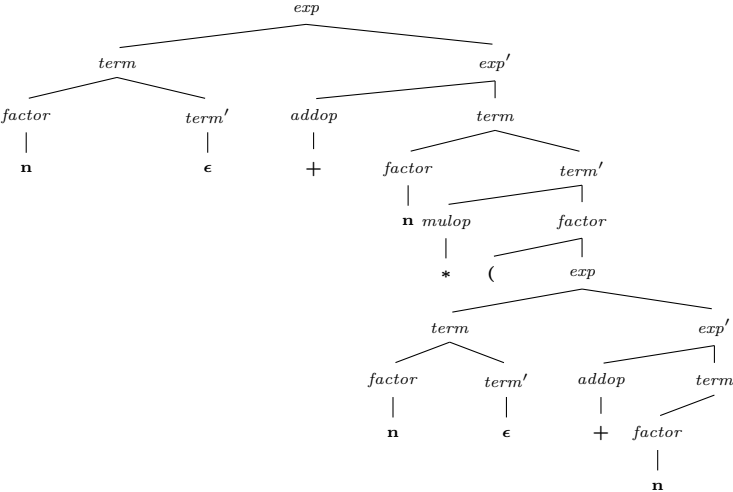 exp
term exp′
factor term′ addop term
n ϵ + factor term′
n mulop factor
* ( exp
term exp′
factor term′ addop term
n ϵ + factor
n